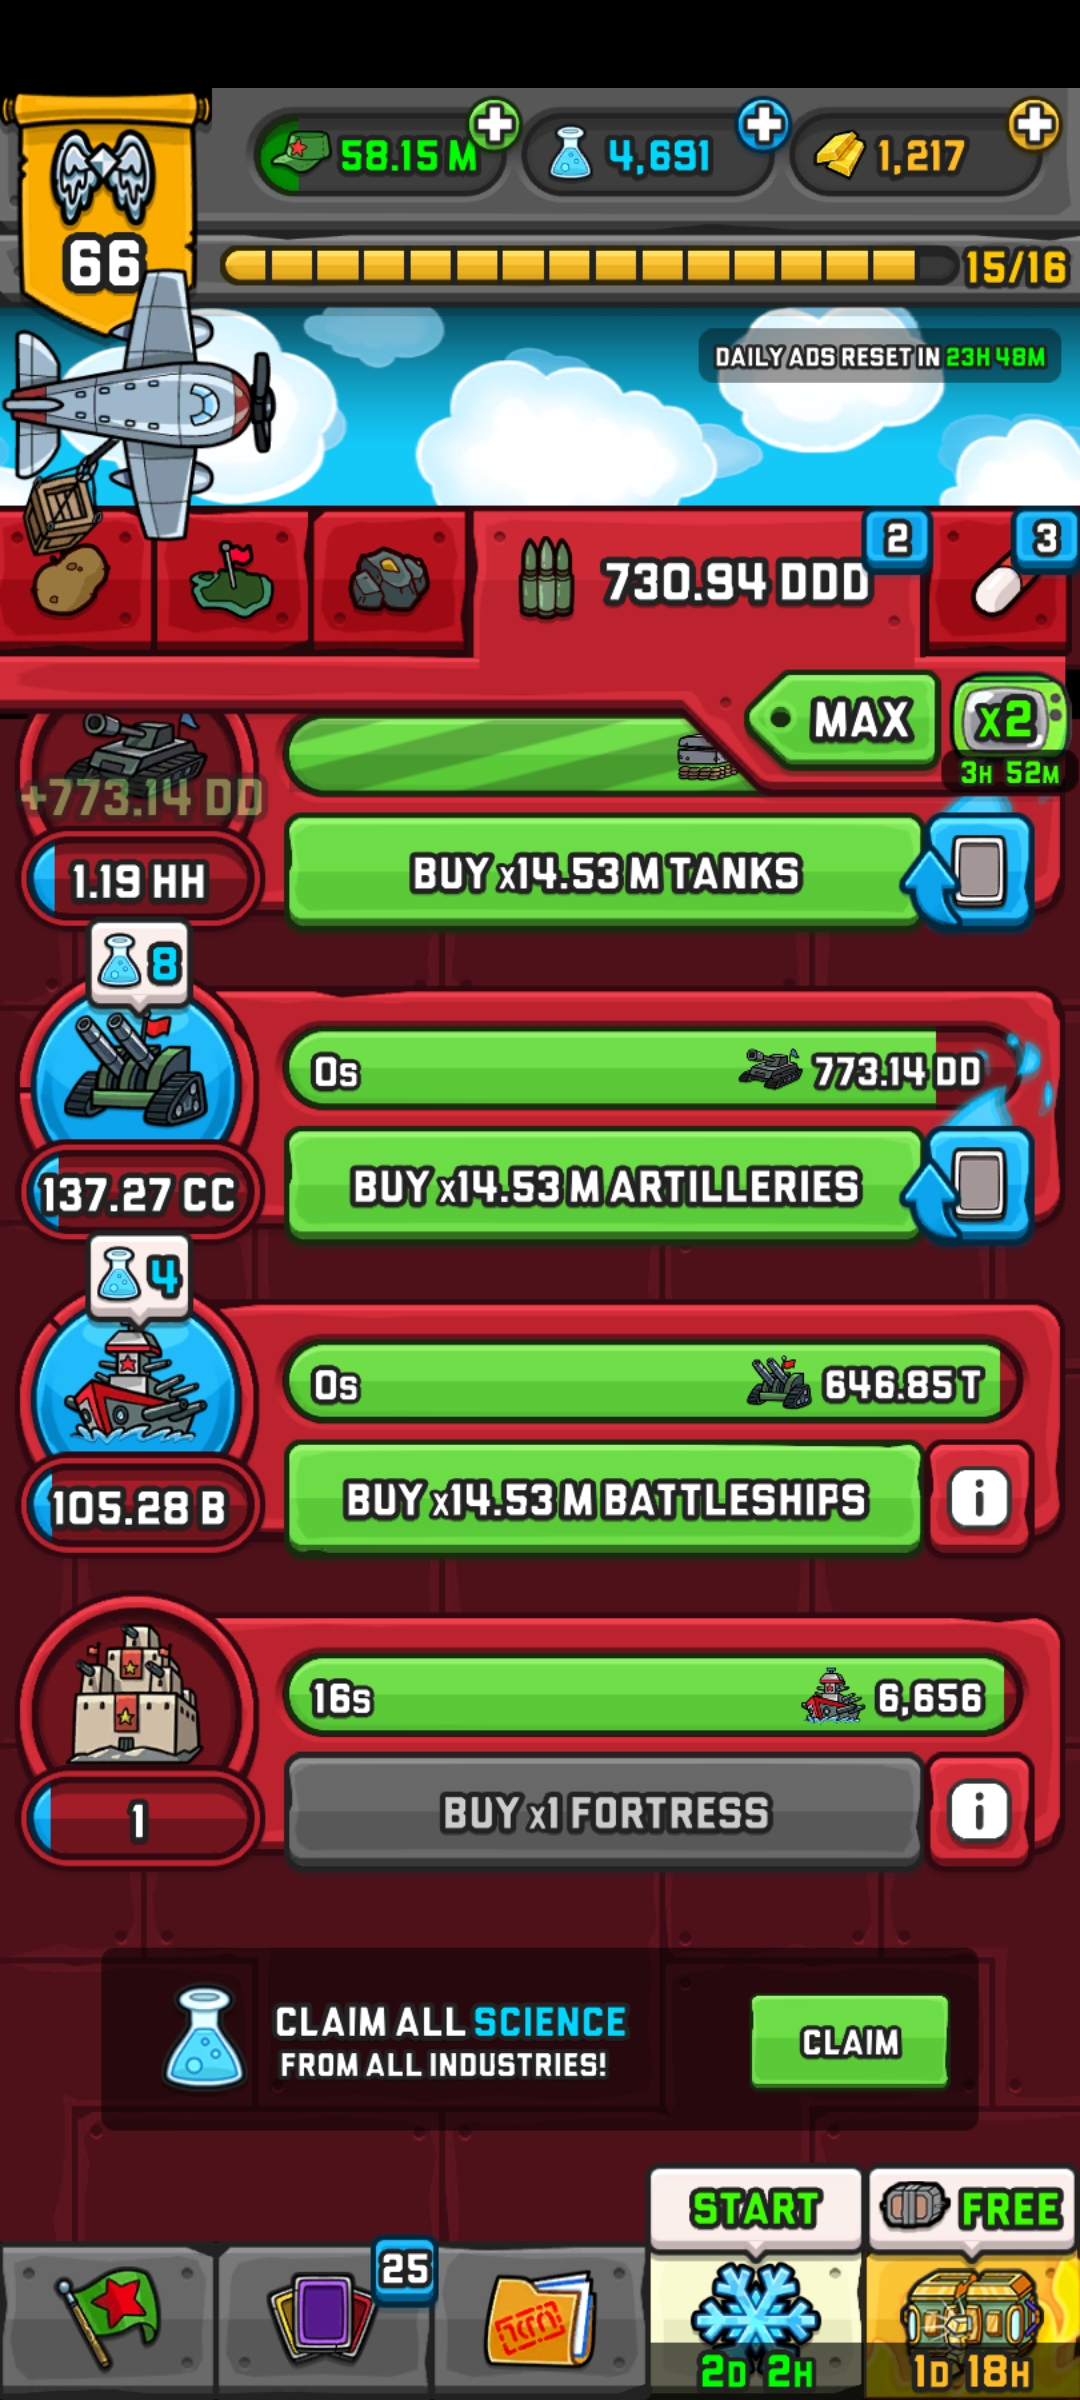 58.15 M
4,691
1,217
66
15/16
DAILY ADS RESET IN 23H 48M
730.94 DDD
2
3
MAX
x2
3H 52M
+773.14 DD
1.19 HH
BUY x14.53 M TANKS
8
0s
773.14 DD
137.27 CC
BUY x14.53 M ARTILLERIES
4
0s
646.85 T
105.28 B
BUY x14.53 M BATTLESHIPS
i
16s
6,656
1
BUY x1 FORTRESS
i
CLAIM ALL SCIENCE
FROM ALL INDUSTRIES!
CLAIM
START
FREE
25
2D 2H
1D 18H